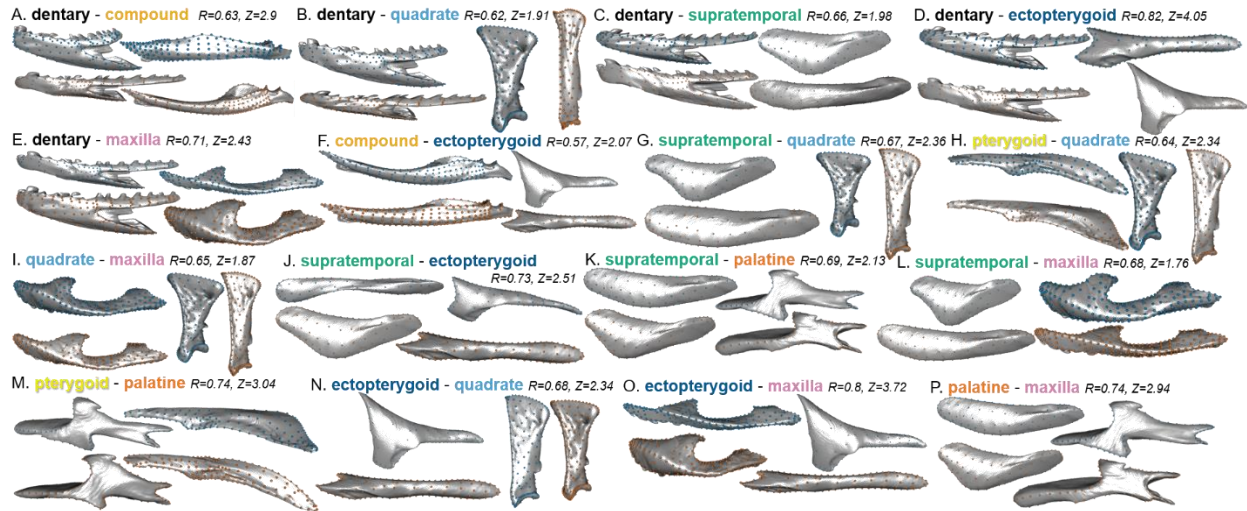 A. dentary - compound R=0.63, Z=2.9
B. dentary - quadrate R=0.62, Z=1.91
C. dentary - supratemporal R=0.66, Z=1.98
D. dentary - ectopterygoid R=0.82, Z=4.05
E. dentary - maxilla R=0.71, Z=2.43
F. compound - ectopterygoid R=0.57, Z=2.07
G. supratemporal - quadrate R=0.67, Z=2.36
H. pterygoid - quadrate R=0.64, Z=2.34
I. quadrate - maxilla R=0.65, Z=1.87
J. supratemporal - ectopterygoid
R=0.73, Z=2.51
K. supratemporal - palatine R=0.69, Z=2.13
L. supratemporal - maxilla R=0.68, Z=1.76
M. pterygoid - palatine R=0.74, Z=3.04
N. ectopterygoid - quadrate R=0.68, Z=2.34
O. ectopterygoid - maxilla R=0.8, Z=3.72
P. palatine - maxilla R=0.74, Z=2.94